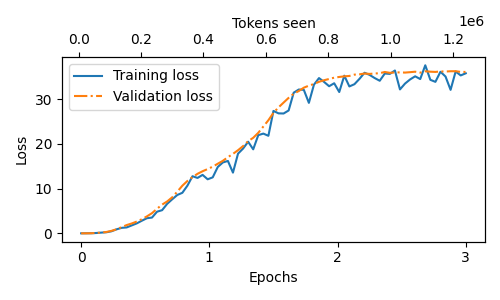 Tokens seen
0.0 0.2 0.4 0.6 0.8 1.0 1.2 1e6
Training loss
Validation loss
Loss
30
20
10
0
0 1 2 3
Epochs